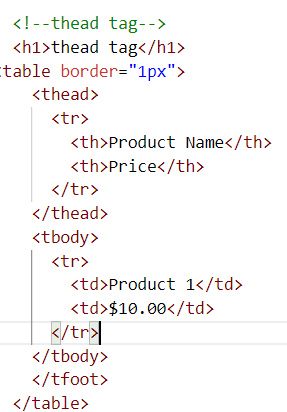 <!--thead tag-->
<h1>thead tag</h1>
table border="1px">
<thead>
<tr>
<th>Product Name</th>
<th>Price</th>
</tr>
</thead>
<tbody>
<tr>
<td>Product 1</td>
<td>$10.00</td>
</tr>
</tbody>
</tfoot>
</table>